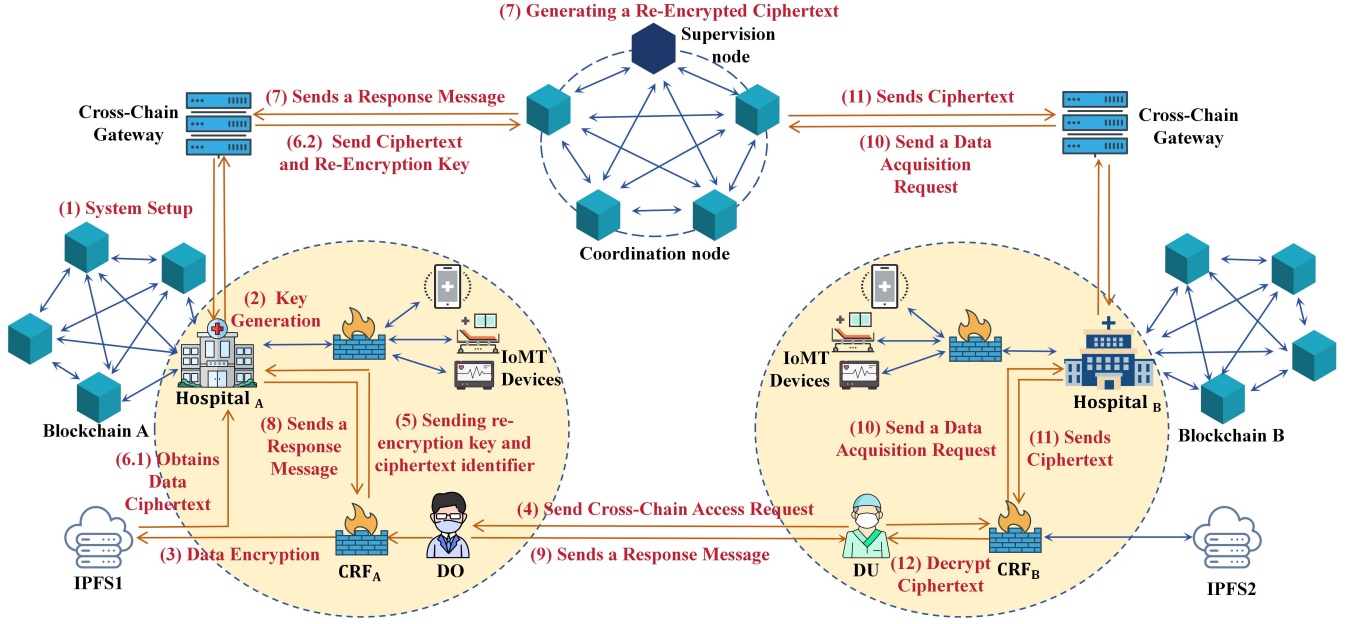 (7) Generating a Re-Encrypted Ciphertext
Supervision
node
Cross-Chain
Gateway
(7) Sends a Response Message
(6.2) Send Ciphertext
and Re-Encryption Key
(11) Sends Ciphertext
(10) Send a Data
Acquisition
Request
Cross-Chain
Gateway
(1) System Setup
Coordination node
(2) Key
Generation
IoMT
Devices
Hospital A
Blockchain A
(8) Sends a
Response
Message
(5) Sending re-
encryption key and
ciphertext identifier
(6.1) Obtains
Data
Ciphertext
IoMT
Devices
Hospital B
Blockchain B
(10) Send a Data
Acquisition Request
(11) Sends
Ciphertext
(4) Send Cross-Chain Access Request
(3) Data Encryption
(9) Sends a Response Message
(12) Decrypt
Ciphertext
IPFS1
CRFA
DO
DU
CRFB
IPFS2